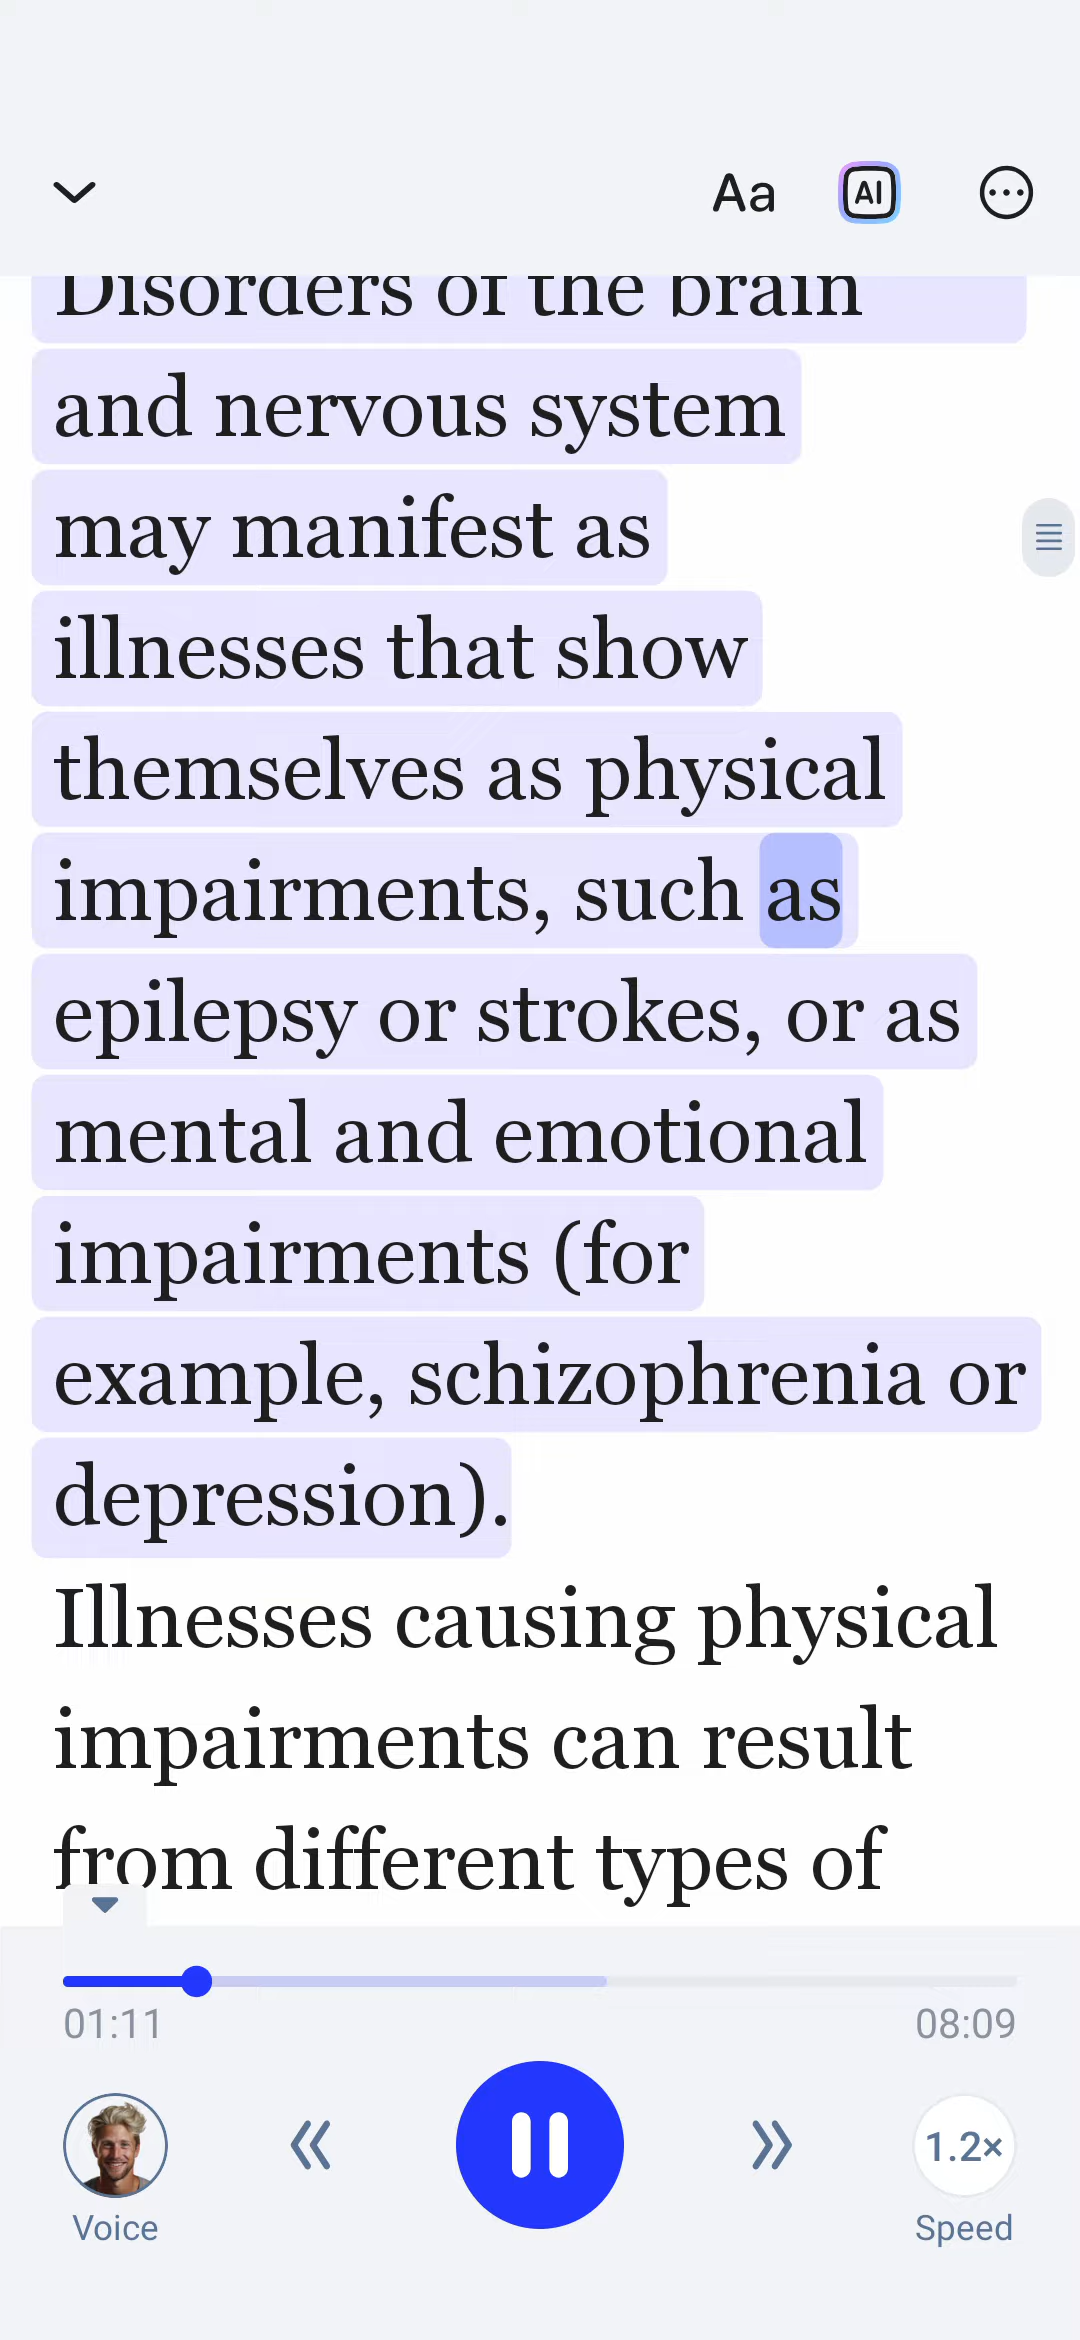 Aa
AI
Disorders of the brain
and nervous system
may manifest as
illnesses that show
themselves as physical
impairments, such as
epilepsy or strokes, or as
mental and emotional
impairments (for
example, schizophrenia or
depression).
Illnesses causing physical
impairments can result
from different types of
01:11
08:09
1.2×
Voice
Speed